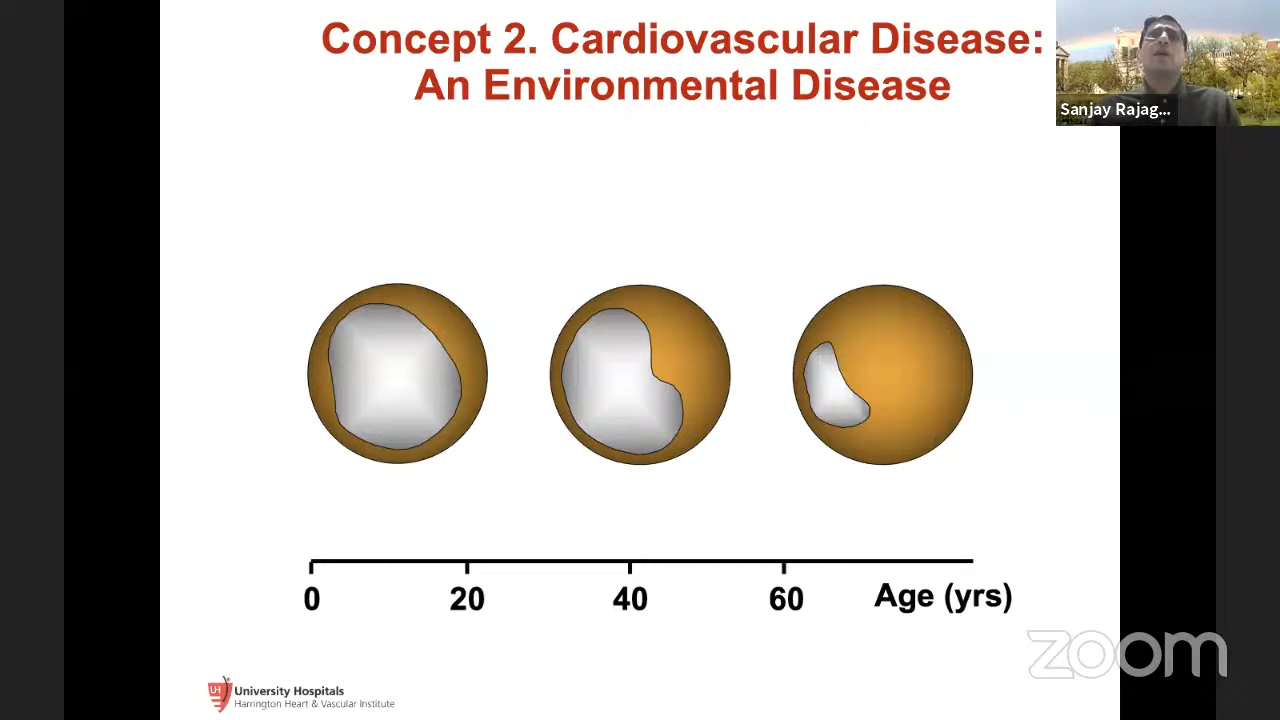 Concept 2. Cardiovascular Disease:
An Environmental Disease
Sanjay Rajag...
0 20 40 60 Age (yrs)
zoom
UH
University Hospitals
Harrington Heart & Vascular Institute